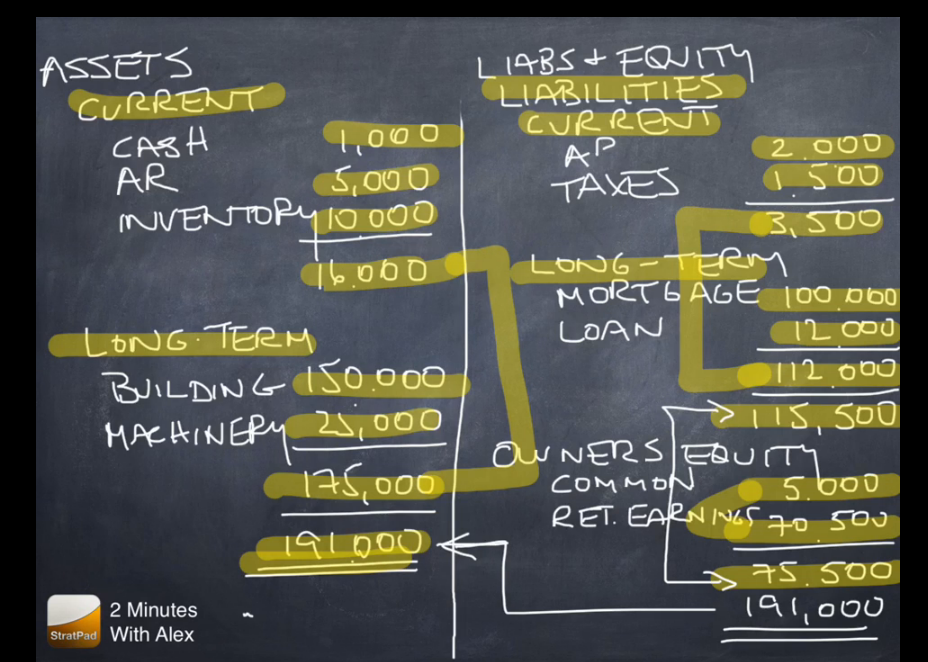 ASSETS
CURRENT
CASH 1,000
AR 5,000
INVENTORY 10.000
16.000
LONG-TERM
BUILDING 150.000
MACHINERY 25,000
175,000
191.000
LIABS + EQUITY
LIABILITIES
CURRENT
AP 2.000
TAXES 1.500
3,500
LONG-TERM
MORTGAGE 100.000
LOAN 12.000
112.000
115,500
OWNERS EQUITY
COMMON 5.000
RET. EARNINGS 70.500
75.500
191,000
StratPad
2 Minutes
With Alex